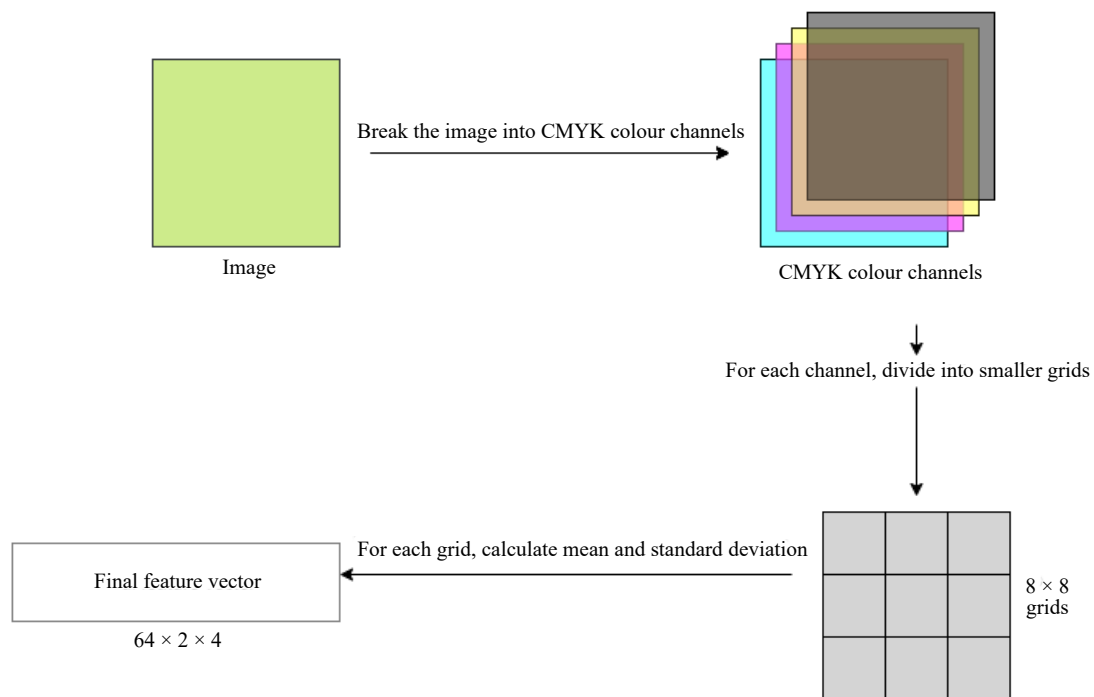 Break the image into CMYK colour channels
Image
CMYK colour channels
For each channel, divide into smaller grids
For each grid, calculate mean and standard deviation
8 × 8
grids
Final feature vector
64 × 2 × 4